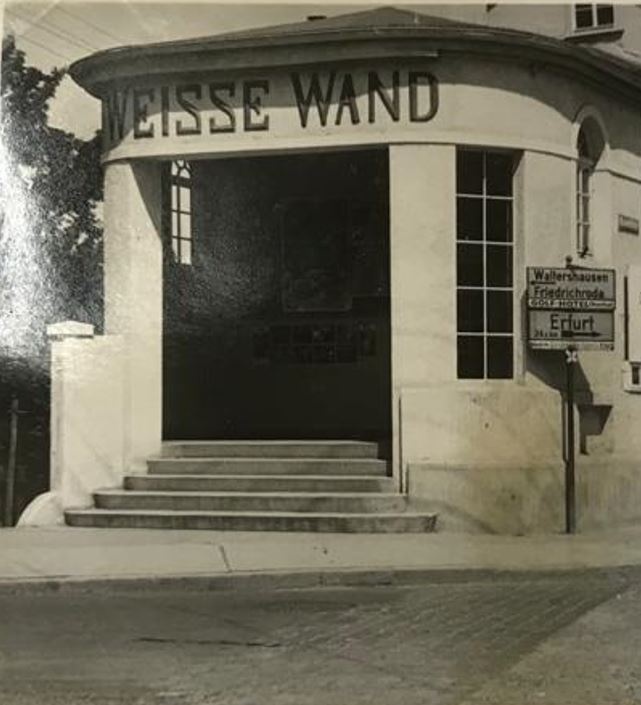 WEISSE WAND
Waltershausen
Friedrichroda
GOLF-HOTEL
Erfurt